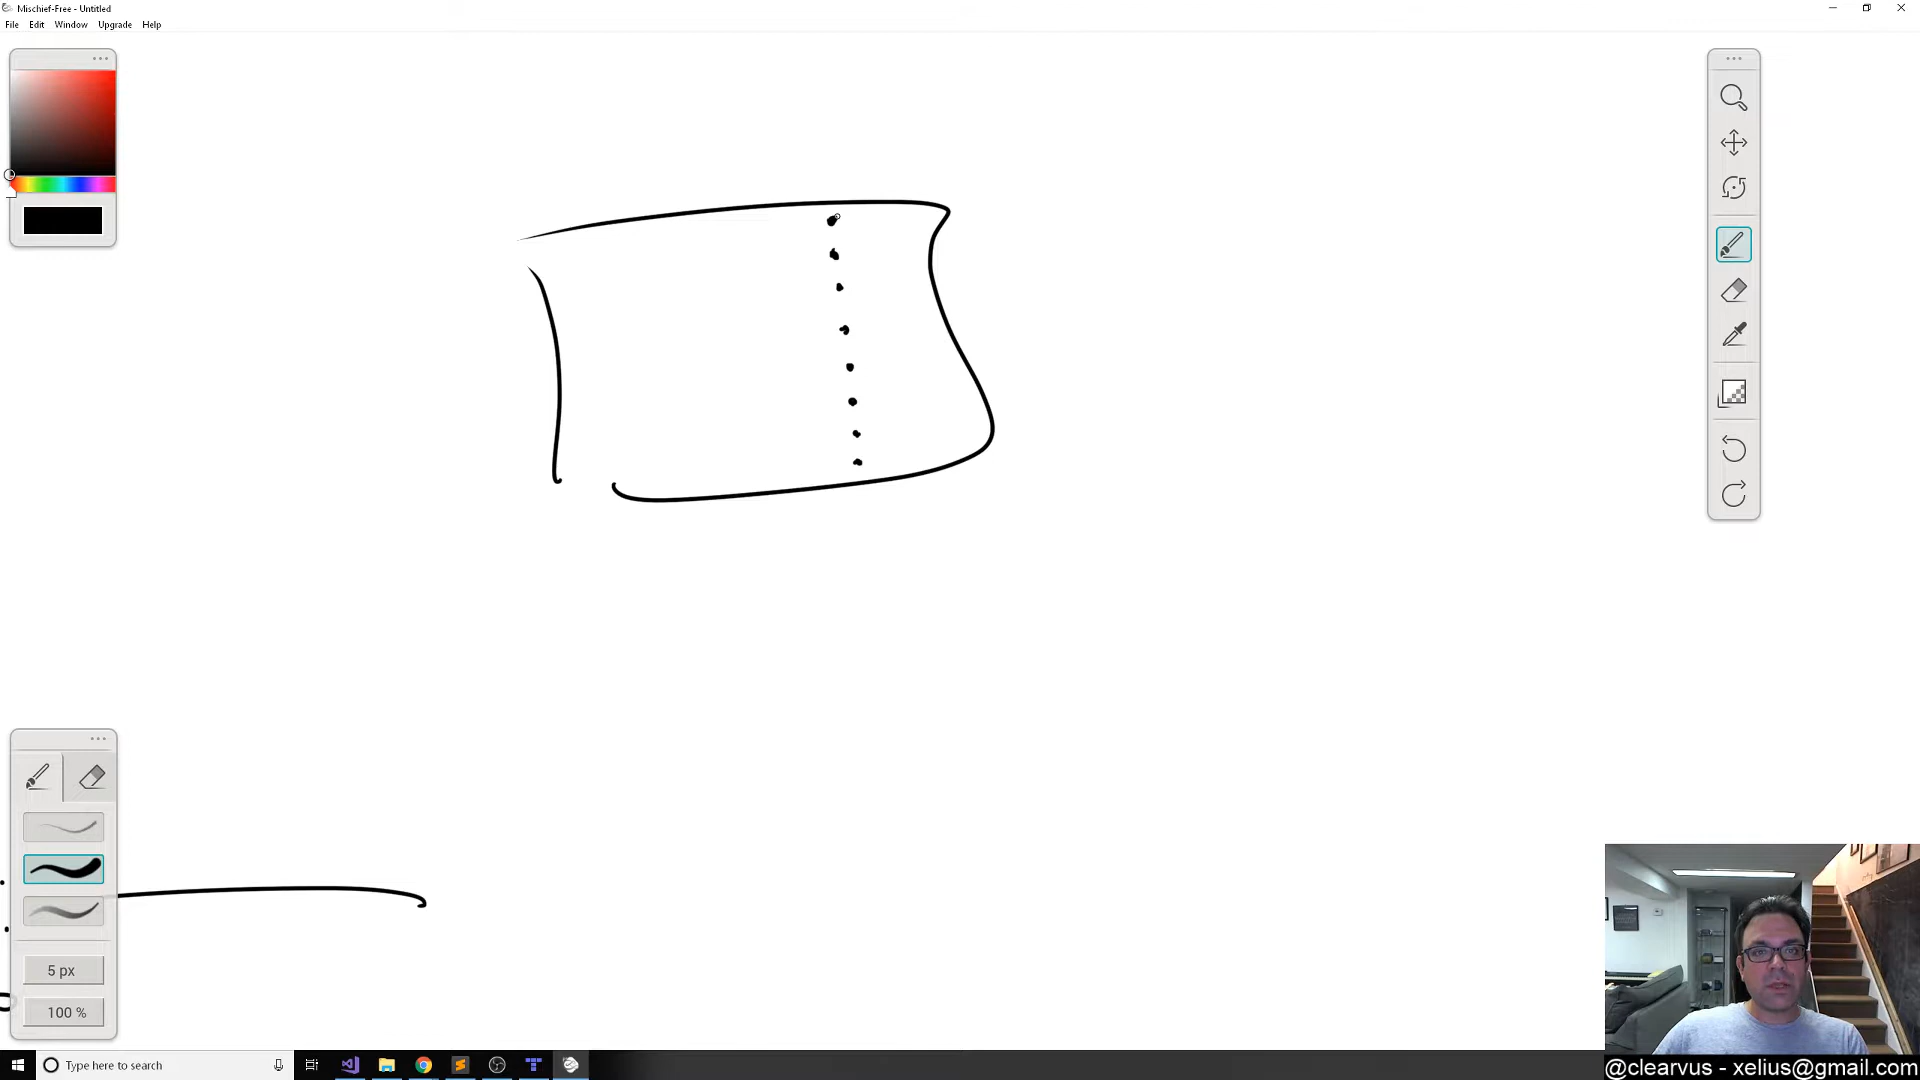 Mischief-Free - Untitled
File Edit Window Upgrade Help
5 px
100 %
Type here to search
@clearvus - xelius@gmail.com